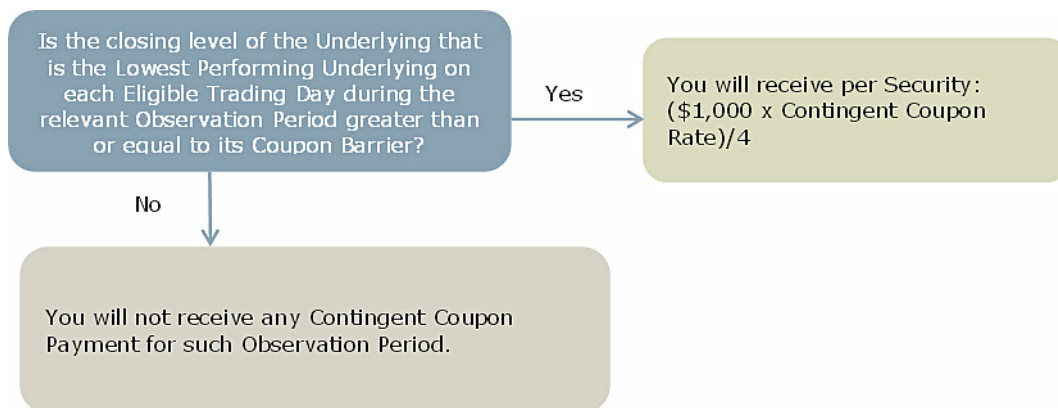 Is the closing level of the Underlying that
is the Lowest Performing Underlying on
each Eligible Trading Day during the
relevant Observation Period greater than
or equal to its Coupon Barrier?
Yes
You will receive per Security:
($1,000 x Contingent Coupon
Rate)/4
No
You will not receive any Contingent Coupon
Payment for such Observation Period.